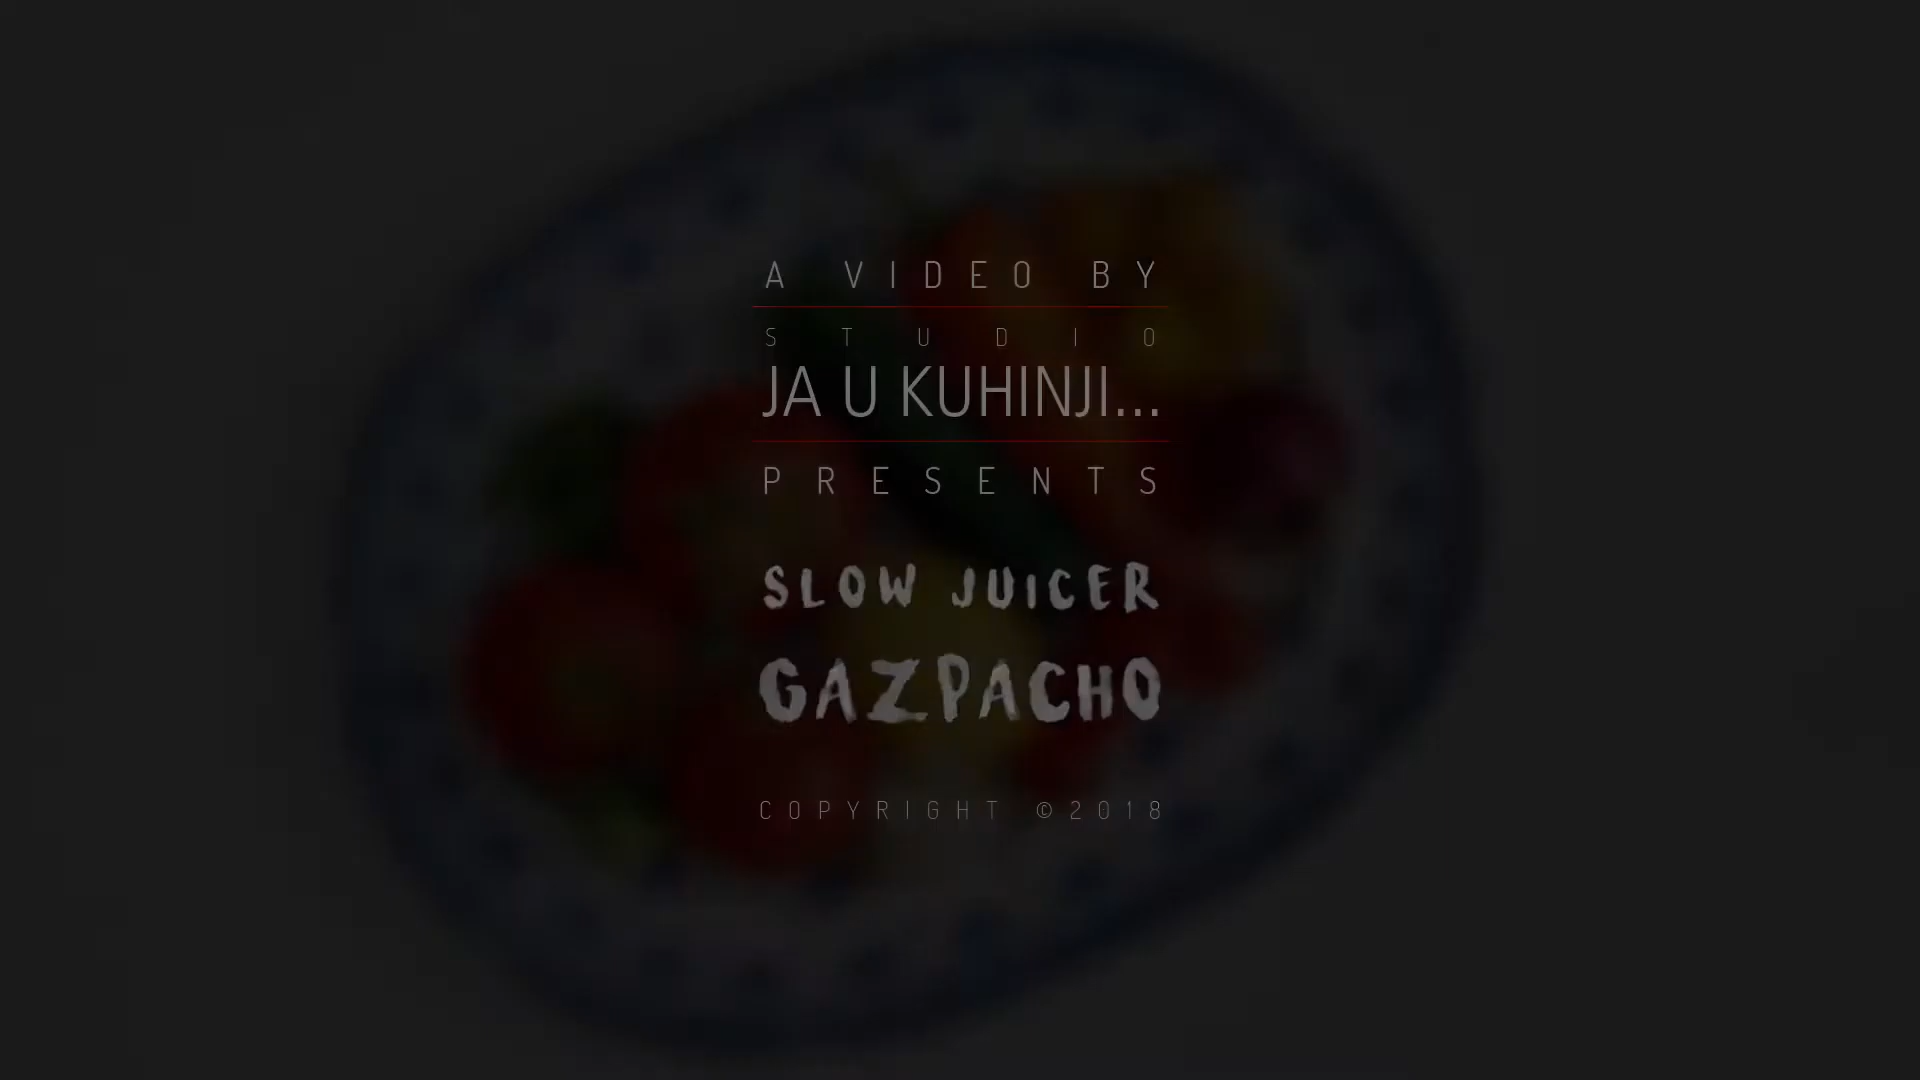 A VIDEO BY
STUDIO
JA U KUHINJI...
PRESENTS
SLOW JUICER
GAZPACHO
COPYRIGHT ©2018